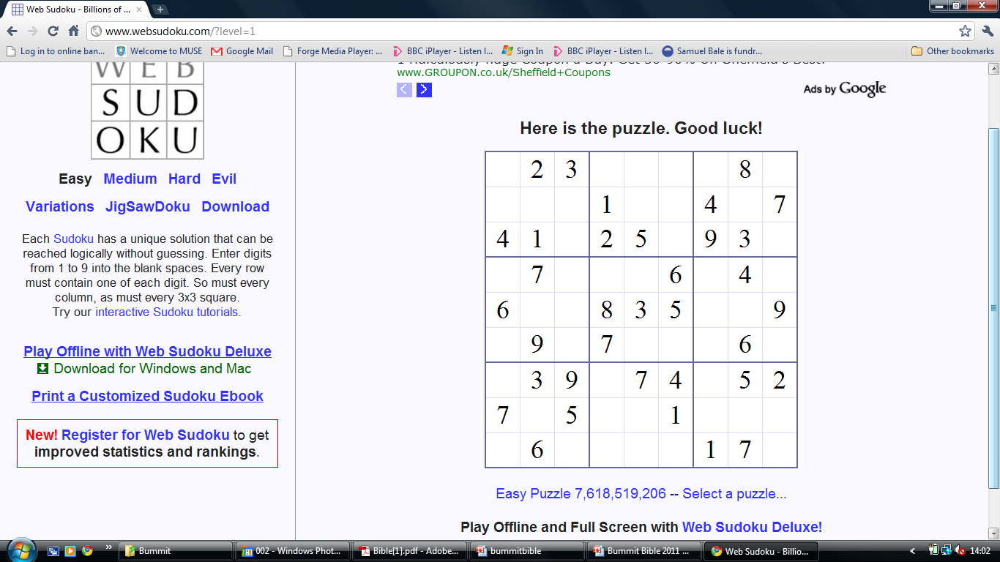 Web Sudoku - Billions of ...
www.websudoku.com/?level=1
Log in to online ban... Welcome to MUSE Google Mail Forge Media Player: ... BBC iPlayer - Listen l... Sign In BBC iPlayer - Listen l... Samuel Bale is fundr... Other bookmarks
WEB
SUD
OKU
Easy Medium Hard Evil
Variations JigSawDoku Download
Each Sudoku has a unique solution that can be
reached logically without guessing. Enter digits
from 1 to 9 into the blank spaces. Every row
must contain one of each digit. So must every
column, as must every 3x3 square.
Try our interactive Sudoku tutorials.
Play Offline with Web Sudoku Deluxe
Download for Windows and Mac
Print a Customized Sudoku Ebook
New! Register for Web Sudoku to get
improved statistics and rankings.
www.GROUPON.co.uk/Sheffield+Coupons
Ads by Google
Here is the puzzle. Good luck!
2 3 8
1 4 7
4 1 2 5 9 3
7 6 4
6 8 3 5 9
9 7 6
3 9 7 4 5 2
7 5 1
6 1 7
Easy Puzzle 7,618,519,206 -- Select a puzzle...
Play Offline and Full Screen with Web Sudoku Deluxe!
Bummit 002 - Windows Phot... Bible[1].pdf - Adobe... bummitbible Bummit Bible 2011 ... Web Sudoku - Billio... 14:02